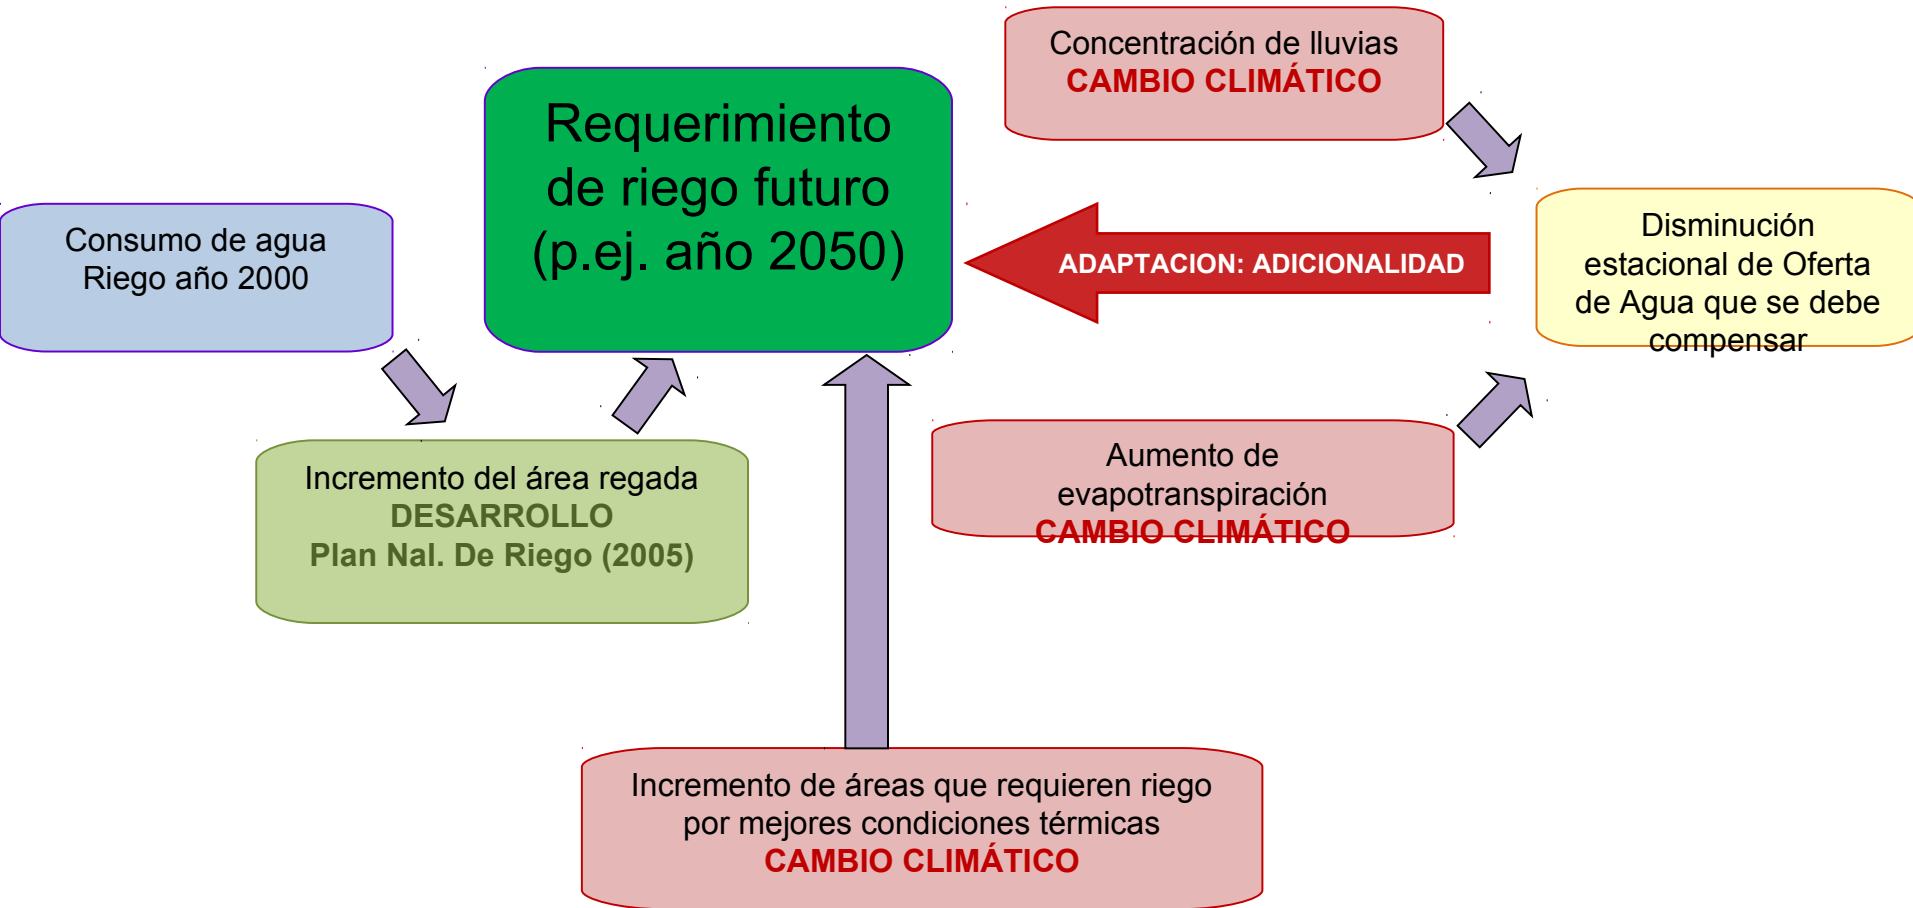 Concentración de lluvias
CAMBIO CLIMÁTICO
Requerimiento
de riego futuro
(p.ej. año 2050)
Consumo de agua
Riego año 2000
ADAPTACION: ADICIONALIDAD
Disminución
estacional de Oferta
de Agua que se debe
compensar
Incremento del área regada
DESARROLLO
Plan Nal. De Riego (2005)
Aumento de
evapotranspiración
CAMBIO CLIMÁTICO
Incremento de áreas que requieren riego
por mejores condiciones térmicas
CAMBIO CLIMÁTICO